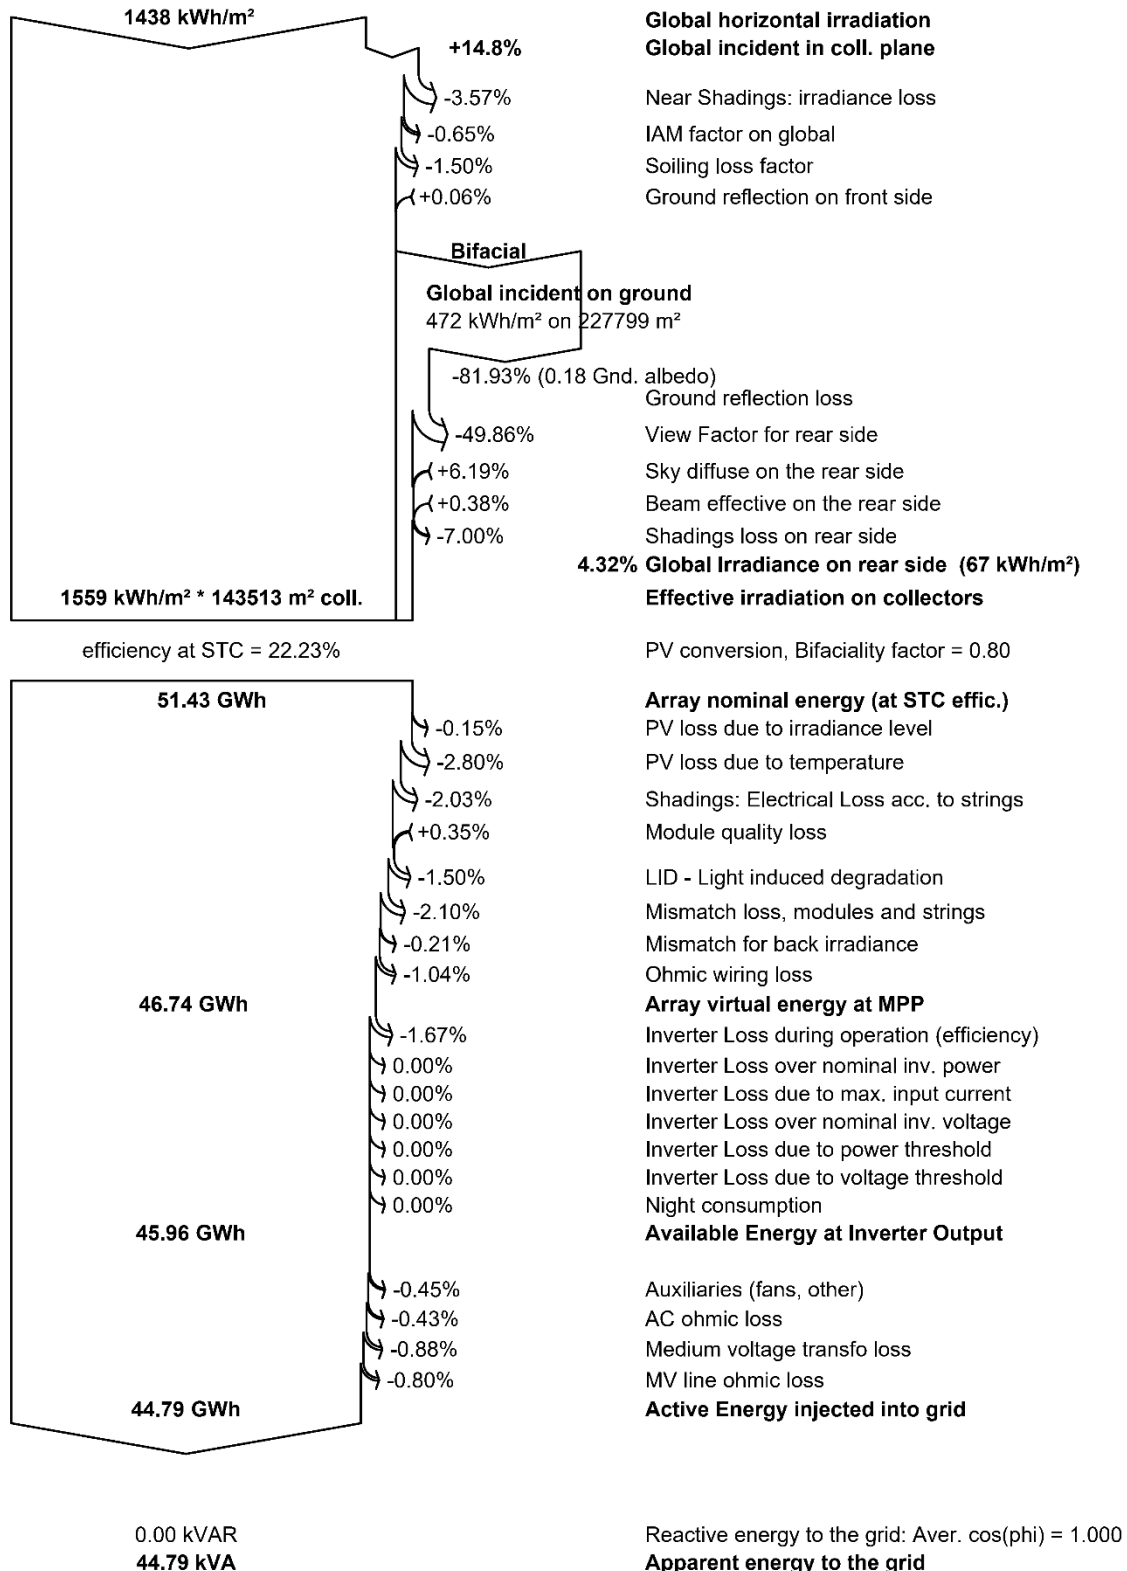 1438 kWh/m² Global horizontal irradiation
+14.8% Global incident in coll. plane
-3.57% Near Shadings: irradiance loss
-0.65% IAM factor on global
-1.50% Soiling loss factor
+0.06% Ground reflection on front side
Bifacial
Global incident on ground
472 kWh/m² on 227799 m²
-81.93% (0.18 Gnd. albedo)
Ground reflection loss
-49.86% View Factor for rear side
+6.19% Sky diffuse on the rear side
+0.38% Beam effective on the rear side
-7.00% Shadings loss on rear side
4.32% Global Irradiance on rear side (67 kWh/m²)
1559 kWh/m² * 143513 m² coll. Effective irradiation on collectors
efficiency at STC = 22.23% PV conversion, Bifaciality factor = 0.80
51.43 GWh Array nominal energy (at STC effic.)
-0.15% PV loss due to irradiance level
-2.80% PV loss due to temperature
-2.03% Shadings: Electrical Loss acc. to strings
+0.35% Module quality loss
-1.50% LID - Light induced degradation
-2.10% Mismatch loss, modules and strings
-0.21% Mismatch for back irradiance
-1.04% Ohmic wiring loss
46.74 GWh Array virtual energy at MPP
-1.67% Inverter Loss during operation (efficiency)
0.00% Inverter Loss over nominal inv. power
0.00% Inverter Loss due to max. input current
0.00% Inverter Loss over nominal inv. voltage
0.00% Inverter Loss due to power threshold
0.00% Inverter Loss due to voltage threshold
0.00% Night consumption
45.96 GWh Available Energy at Inverter Output
-0.45% Auxiliaries (fans, other)
-0.43% AC ohmic loss
-0.88% Medium voltage transfo loss
-0.80% MV line ohmic loss
44.79 GWh Active Energy injected into grid
0.00 kVAR Reactive energy to the grid: Aver. cos(phi) = 1.000
44.79 kVA Apparent energy to the grid